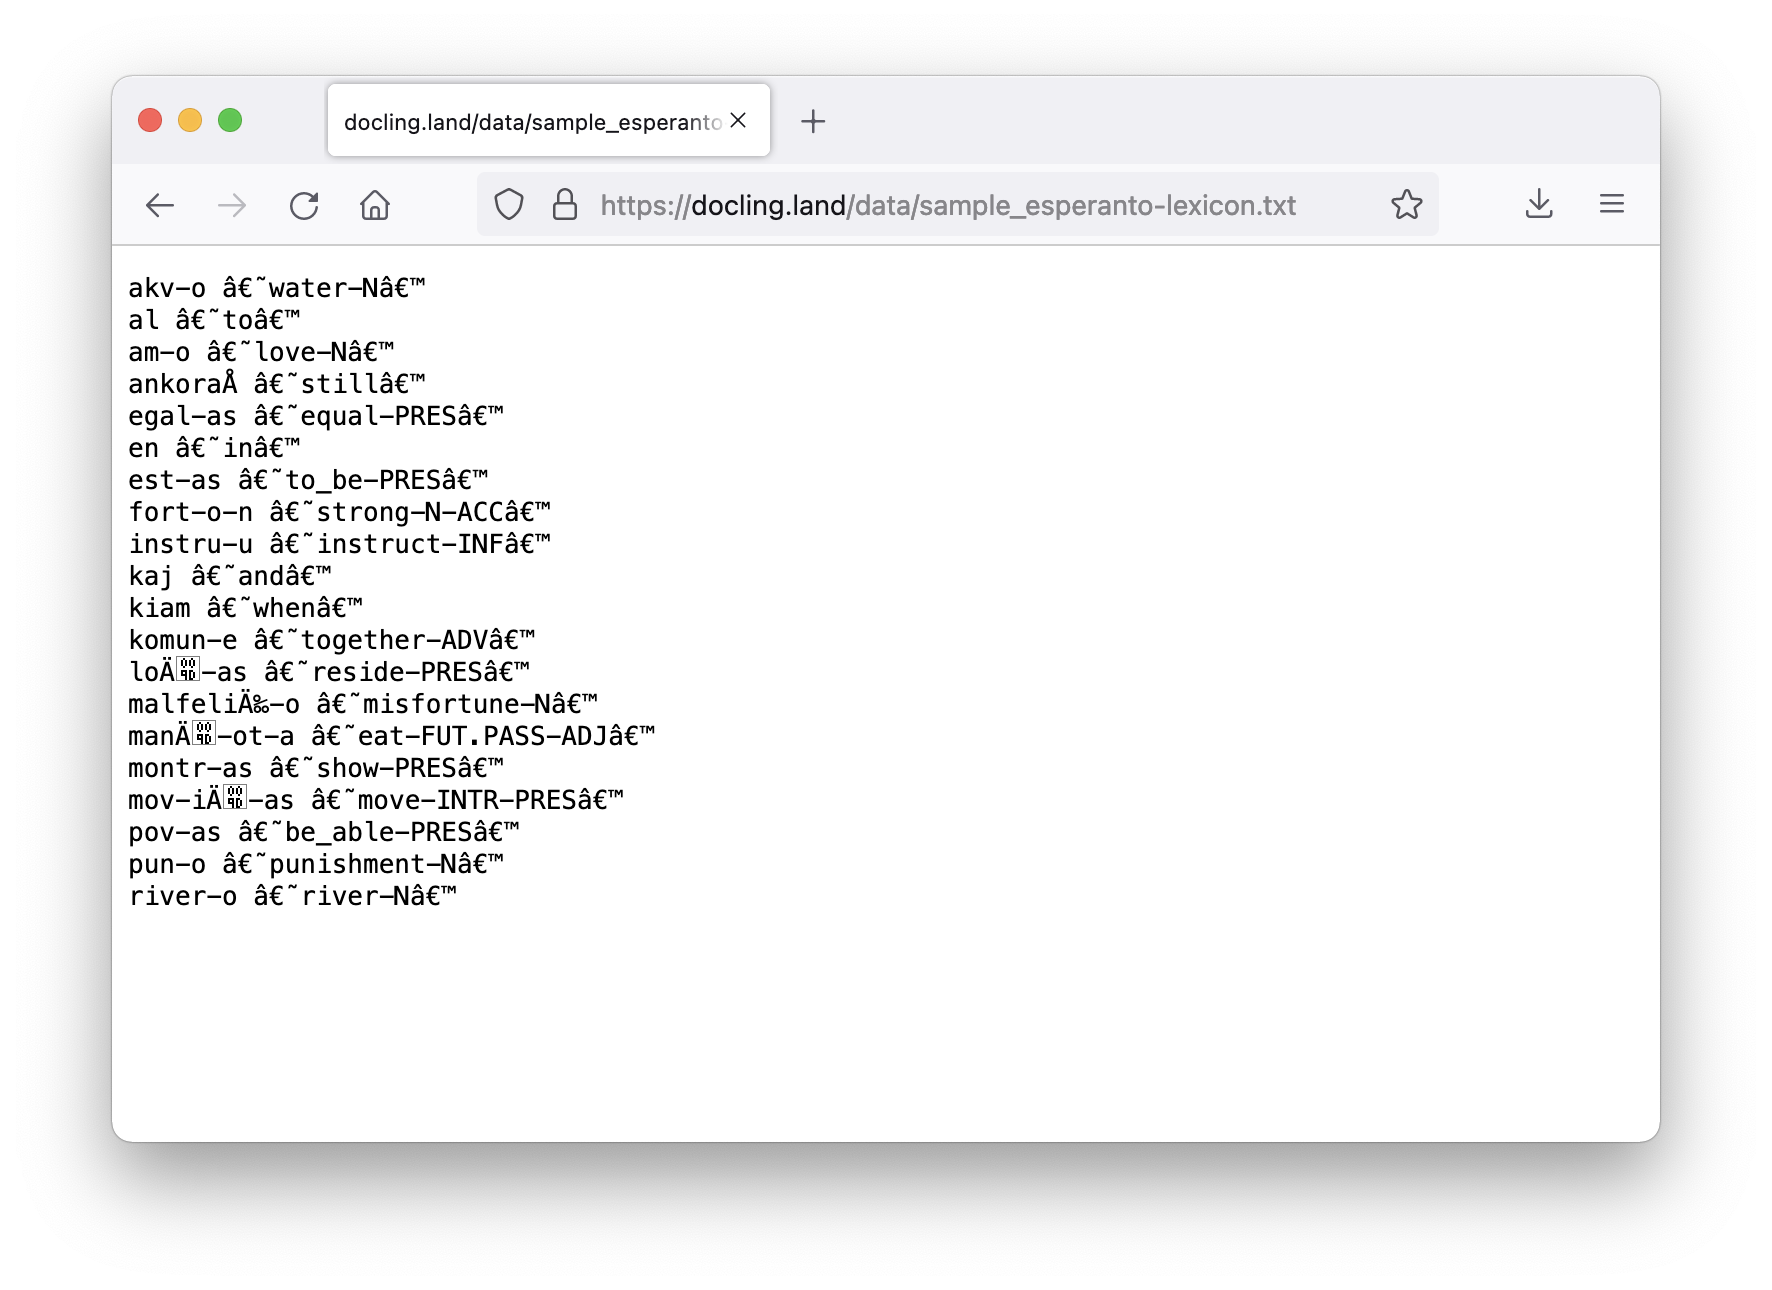 docling.land/data/sample_esperanto
https://docling.land/data/sample_esperanto-lexicon.txt
akv-o â€˜water-Nâ€™
al â€˜toâ€™
am-o â€˜love-Nâ€™
ankoraÅ­ â€˜stillâ€™
egal-as â€˜equal-PRESâ€™
en â€˜inâ€™
est-as â€˜to_be-PRESâ€™
fort-o-n â€˜strong-N-ACCâ€™
instru-u â€˜instruct-INFâ€™
kaj â€˜andâ€™
kiam â€˜whenâ€™
komun-e â€˜together-ADVâ€™
loÄ-as â€˜reside-PRESâ€™
malfeliÄ‰-o â€˜misfortune-Nâ€™
manÄ-ot-a â€˜eat-FUT.PASS-ADJâ€™
montr-as â€˜show-PRESâ€™
mov-iÄ-as â€˜move-INTR-PRESâ€™
pov-as â€˜be_able-PRESâ€™
pun-o â€˜punishment-Nâ€™
river-o â€˜river-Nâ€™